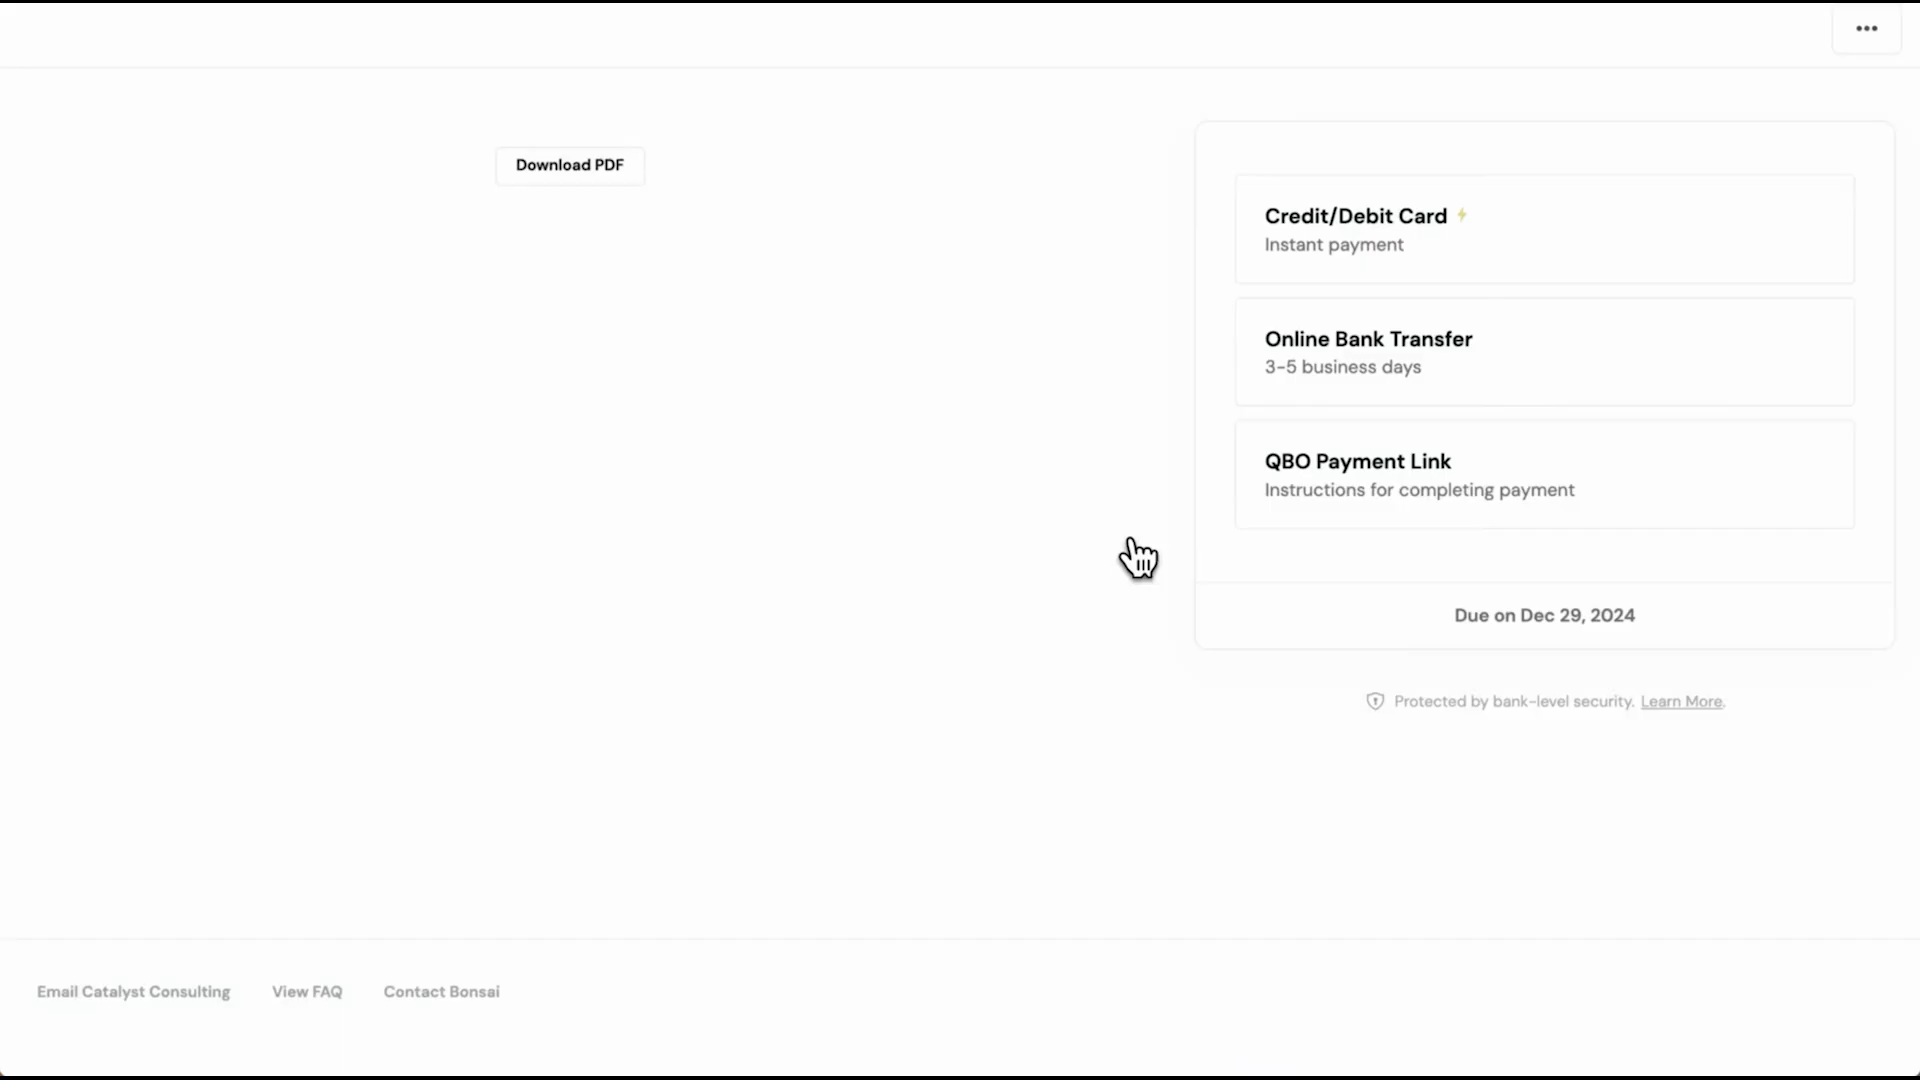 Download PDF
Credit/Debit Card
Instant payment
Online Bank Transfer
3-5 business days
QBO Payment Link
Instructions for completing payment
Due on Dec 29, 2024
Protected by bank-level security. Learn More.
Email Catalyst Consulting
View FAQ
Contact Bonsai